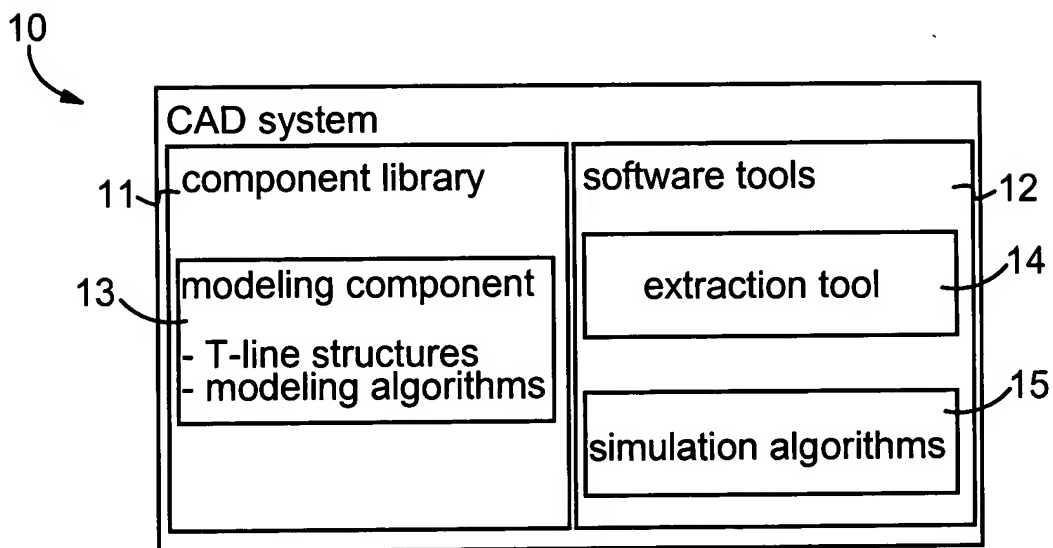 10
CAD system
component library
software tools
11
12
modeling component
13
- T-line structures
- modeling algorithms
extraction tool
14
simulation algorithms
15